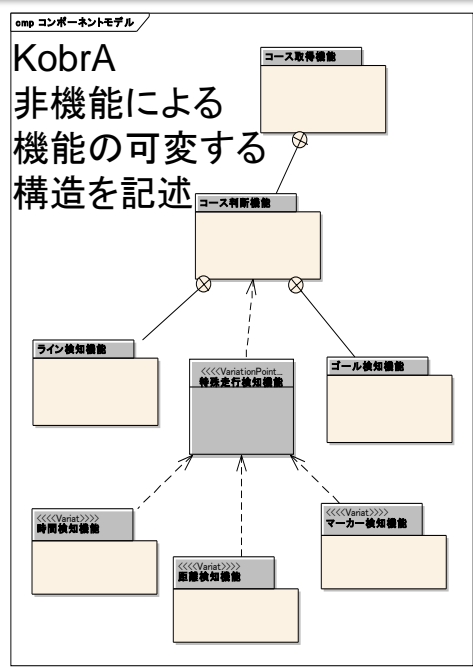 cmp コンポーネントモデル
KobrA
非機能による
機能の可変する
構造を記述
コース取得機能
コース判断機能
ライン検知機能
<<<<VariationPoint...
特殊走行検知機能
ゴール検知機能
<<<<Variat>>>>
時間検知機能
<<<<Variat>>>>
距離検知機能
<<<<Variat>>>>
マーカー検知機能